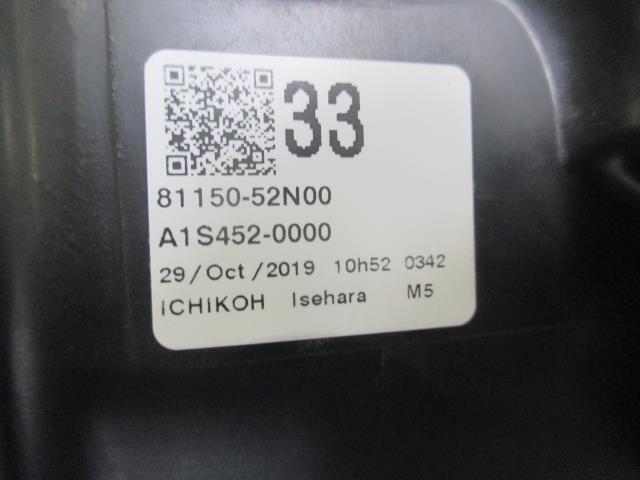 33
81150-52N00
A1S452-0000
29/Oct/2019 10h52 0342
iCHiKOH Isehara M5